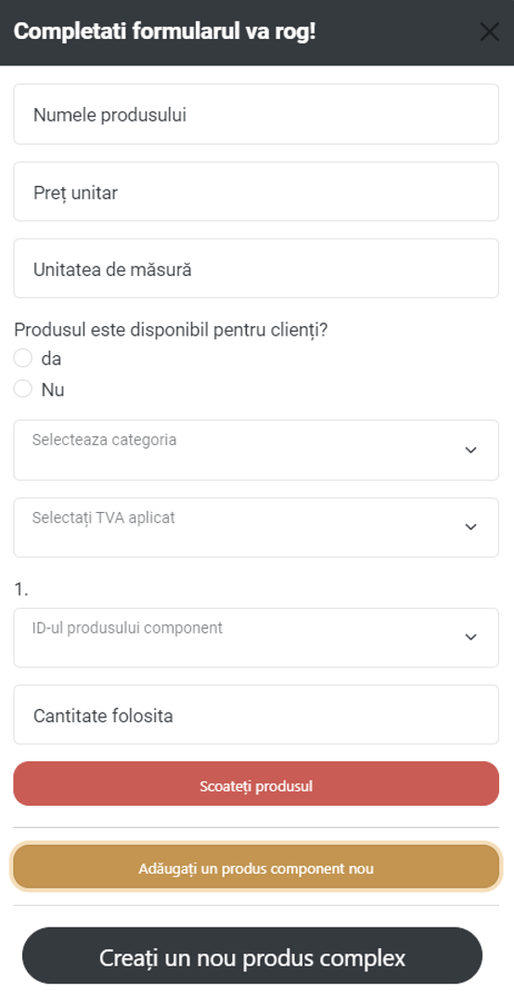 Completati formularul va rog!
Numele produsului
Preț unitar
Unitatea de măsură
Produsul este disponibil pentru clienți?
da
Nu
Selecteaza categoria
Selectați TVA aplicat
1.
ID-ul produsului component
Cantitate folosita
Scoateți produsul
Adăugați un produs component nou
Creați un nou produs complex